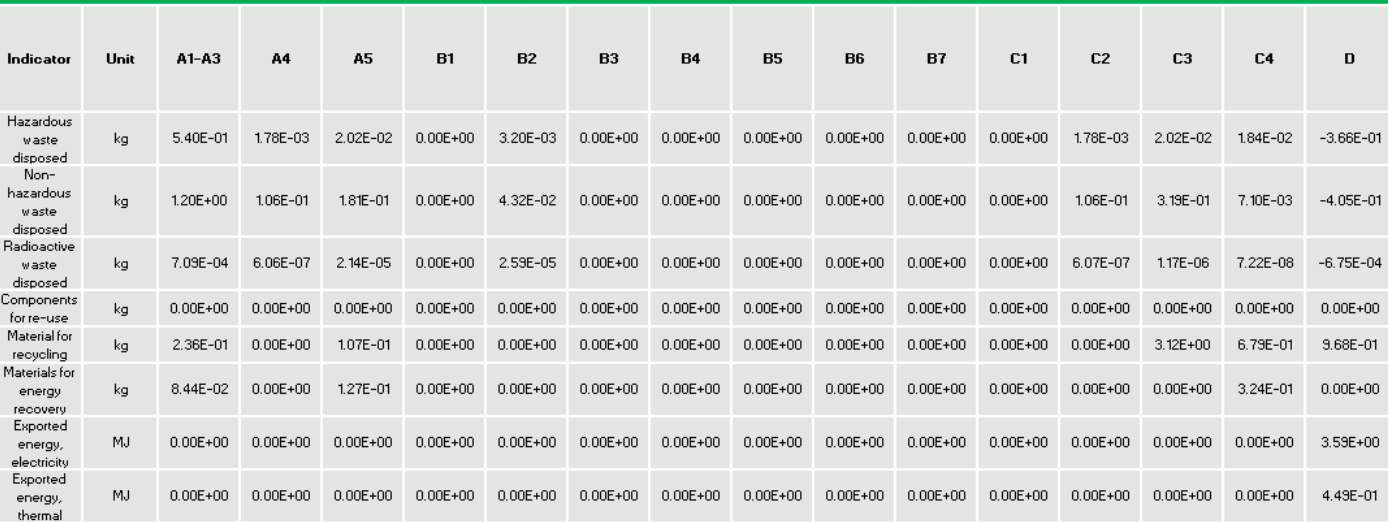 Indicator Unit A1-A3 A4 A5 B1 B2 B3 B4 B5 B6 B7 C1 C2 C3 C4 D
Hazardous
waste
disposed
kg 5.40E-01 1.78E-03 2.02E-02 0.00E+00 3.20E-03 0.00E+00 0.00E+00 0.00E+00 0.00E+00 0.00E+00 0.00E+00 1.78E-03 2.02E-02 1.84E-02 -3.66E-01
Non-
hazardous
waste
disposed
kg 1.20E+00 1.06E-01 1.81E-01 0.00E+00 4.32E-02 0.00E+00 0.00E+00 0.00E+00 0.00E+00 0.00E+00 0.00E+00 1.06E-01 3.19E-01 7.10E-03 -4.05E-01
Radioactive
waste
disposed
kg 7.09E-04 6.06E-07 2.14E-05 0.00E+00 2.59E-05 0.00E+00 0.00E+00 0.00E+00 0.00E+00 0.00E+00 0.00E+00 6.07E-07 1.17E-06 7.22E-08 -6.75E-04
Components
for re-use
kg 0.00E+00 0.00E+00 0.00E+00 0.00E+00 0.00E+00 0.00E+00 0.00E+00 0.00E+00 0.00E+00 0.00E+00 0.00E+00 0.00E+00 0.00E+00 0.00E+00 0.00E+00
Material for
recycling
kg 2.36E-01 0.00E+00 1.07E-01 0.00E+00 0.00E+00 0.00E+00 0.00E+00 0.00E+00 0.00E+00 0.00E+00 0.00E+00 0.00E+00 3.12E+00 6.79E-01 9.68E-01
Materials for
energy
recovery
kg 8.44E-02 0.00E+00 1.27E-01 0.00E+00 0.00E+00 0.00E+00 0.00E+00 0.00E+00 0.00E+00 0.00E+00 0.00E+00 0.00E+00 0.00E+00 3.24E-01 0.00E+00
Exported
energy,
electricity
MJ 0.00E+00 0.00E+00 0.00E+00 0.00E+00 0.00E+00 0.00E+00 0.00E+00 0.00E+00 0.00E+00 0.00E+00 0.00E+00 0.00E+00 0.00E+00 0.00E+00 3.59E+00
Exported
energy,
thermal
MJ 0.00E+00 0.00E+00 0.00E+00 0.00E+00 0.00E+00 0.00E+00 0.00E+00 0.00E+00 0.00E+00 0.00E+00 0.00E+00 0.00E+00 0.00E+00 0.00E+00 4.49E-01